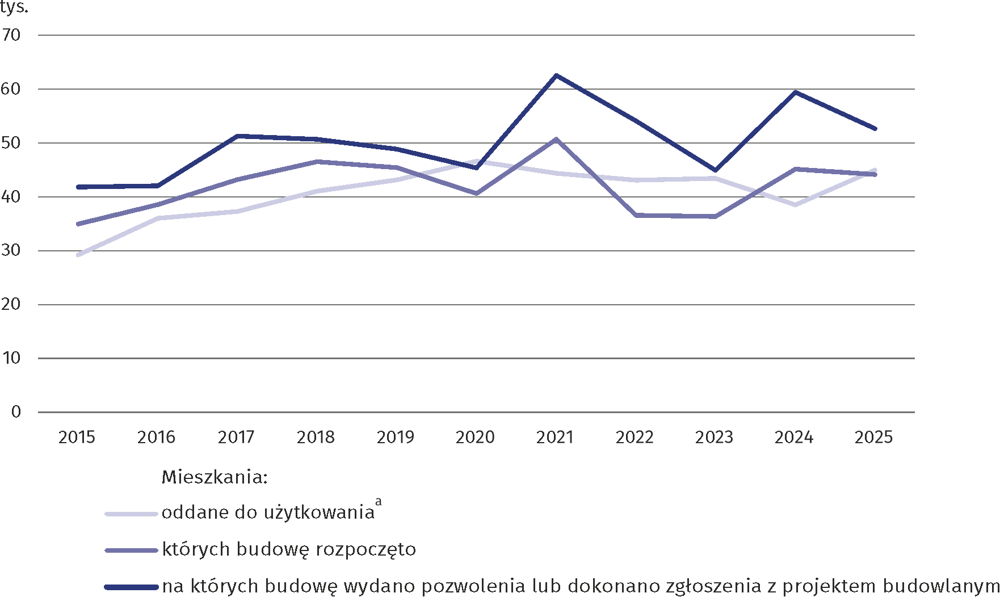 tys.
70
60
50
40
30
20
10
0
2015 2016 2017 2018 2019 2020 2021 2022 2023 2024 2025
Mieszkania:
oddane do użytkowania a
których budowę rozpoczęto
na których budowę wydano pozwolenia lub dokonano zgłoszenia z projektem budowlanym